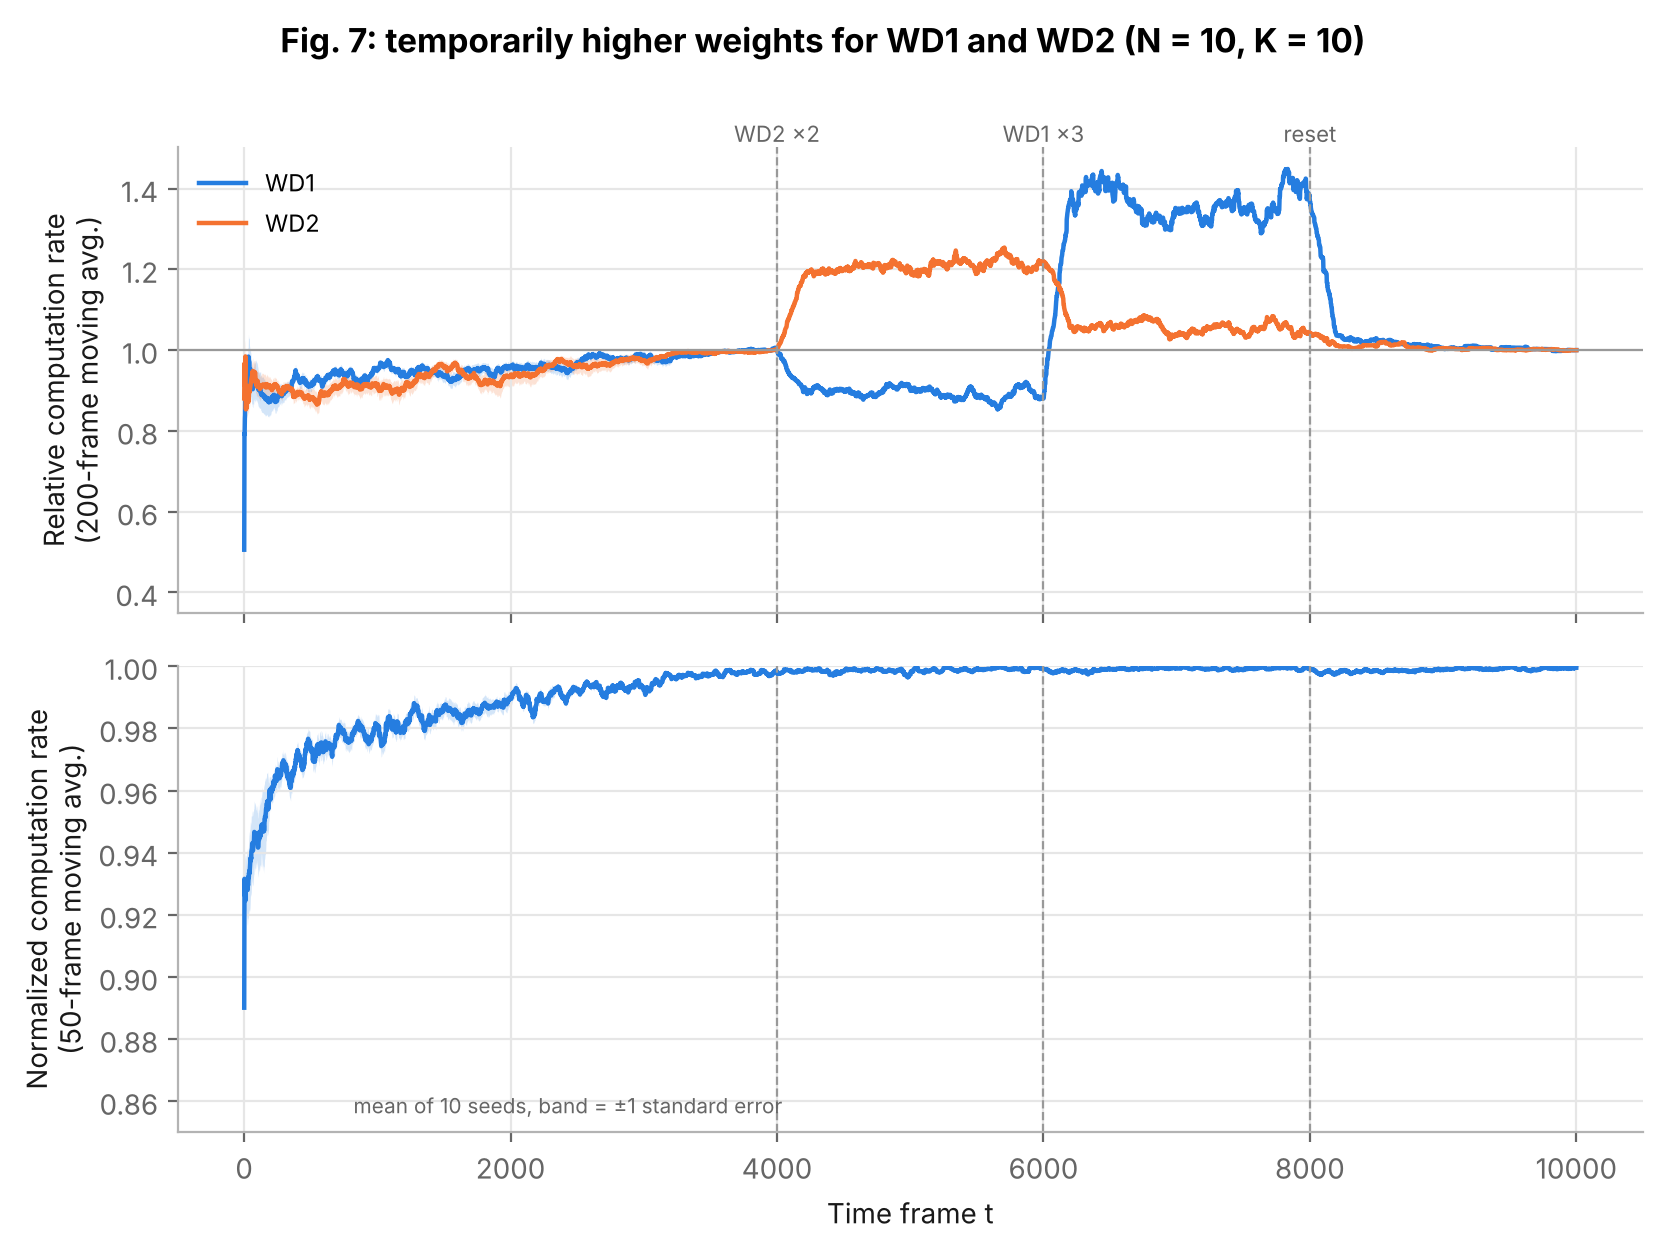 Fig. 7: temporarily higher weights for WD1 and WD2 (N = 10, K = 10)
WD2 ×2
WD1 ×3
reset
WD1
WD2
Relative computation rate
(200-frame moving avg.)
1.4
1.2
1.0
0.8
0.6
0.4
Normalized computation rate
(50-frame moving avg.)
1.00
0.98
0.96
0.94
0.92
0.90
0.88
0.86
mean of 10 seeds, band = ±1 standard error
0
2000
4000
6000
8000
10000
Time frame t